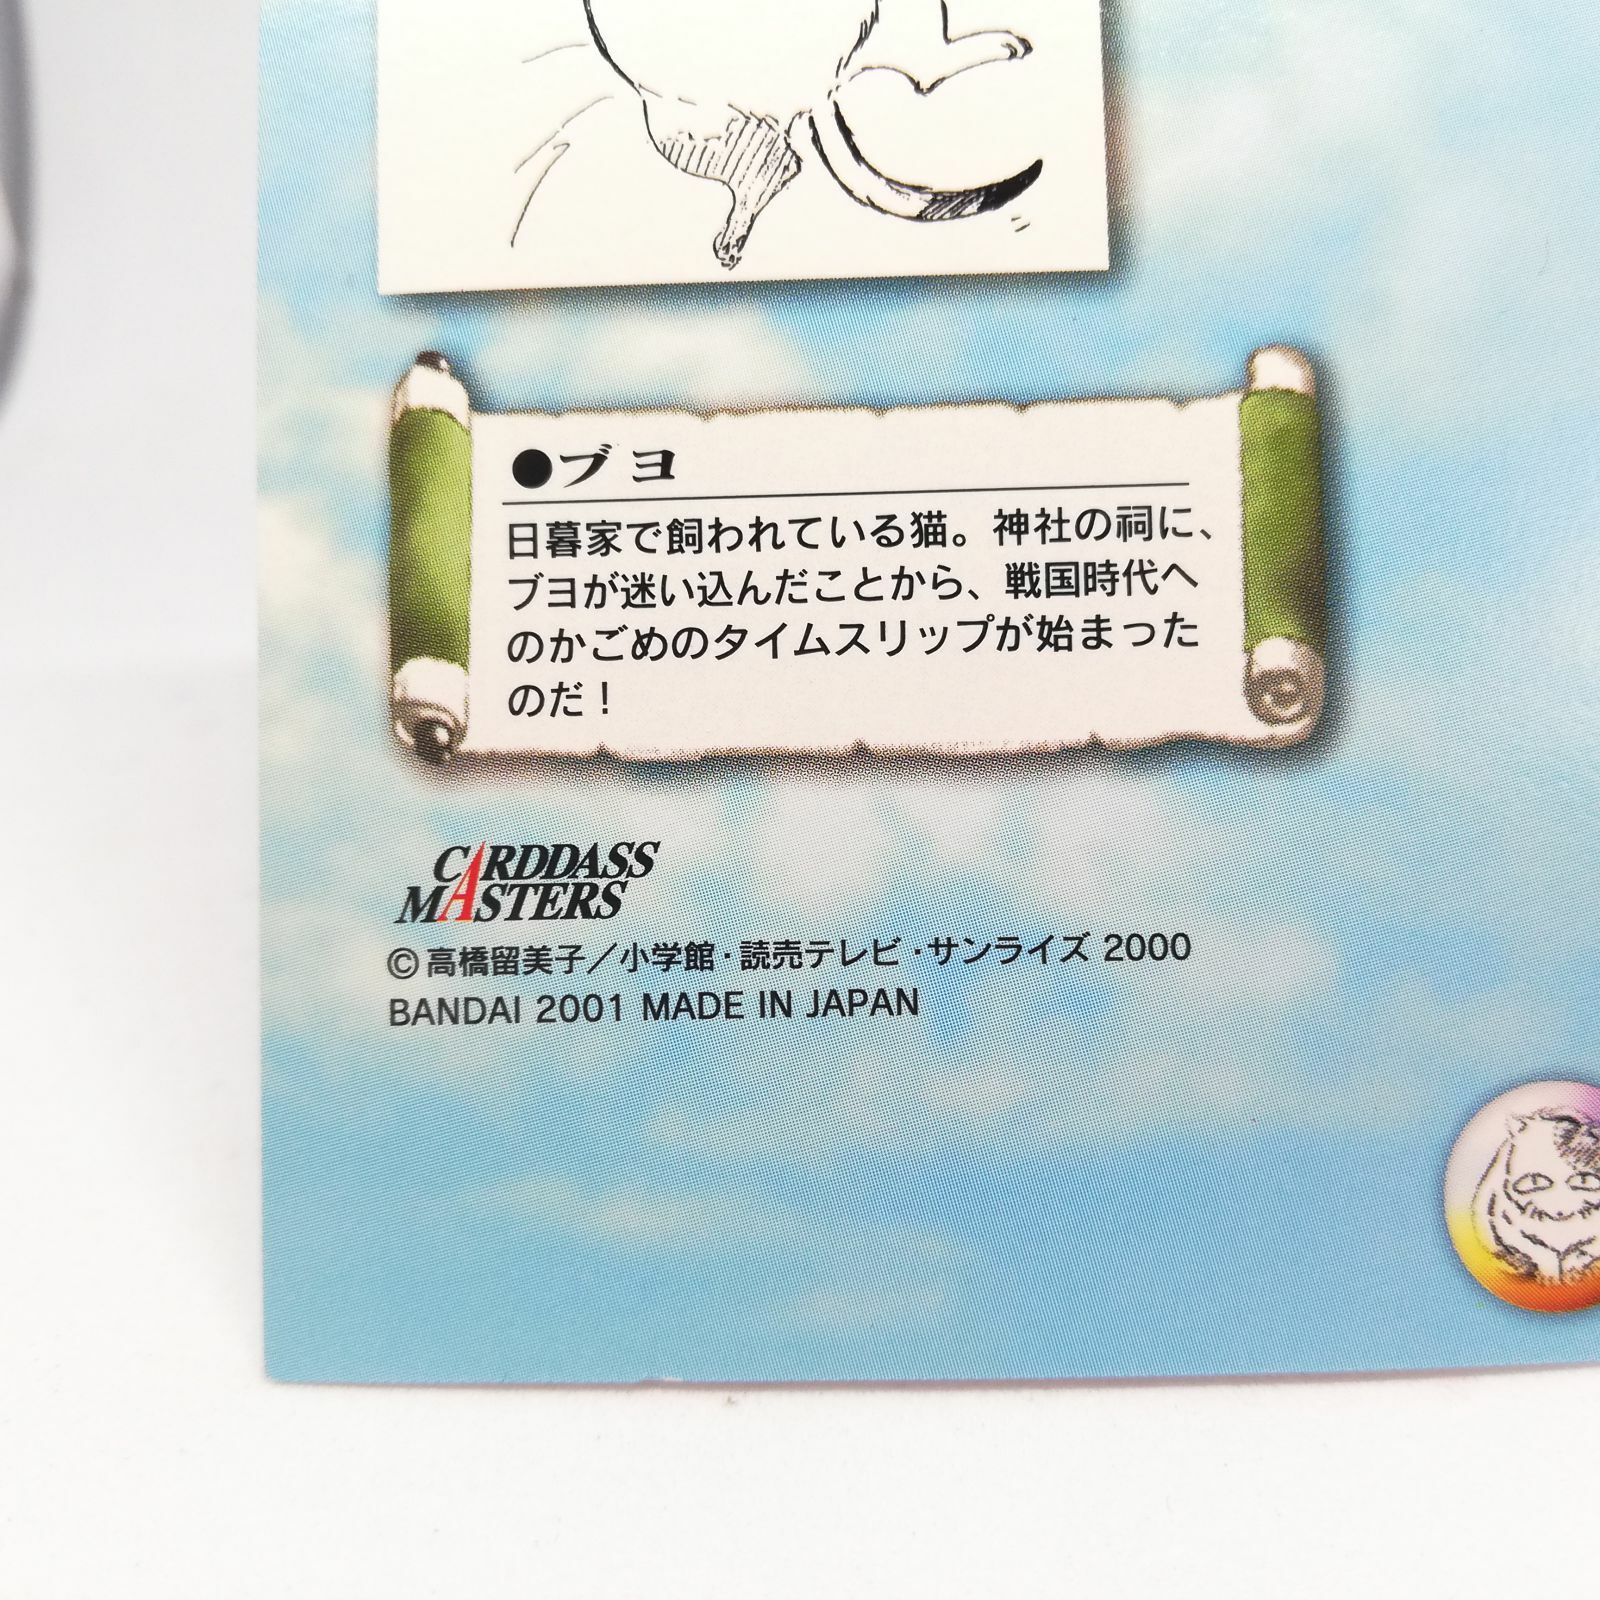 ●ブヨ
日暮家で飼われている猫。神社の祠に、
ブヨが迷い込んだことから、戦国時代へ
のかごめのタイムスリップが始まった
のだ！
CARDDASS
MASTERS
©高橋留美子／小学館・読売テレビ・サンライズ 2000
BANDAI 2001 MADE IN JAPAN